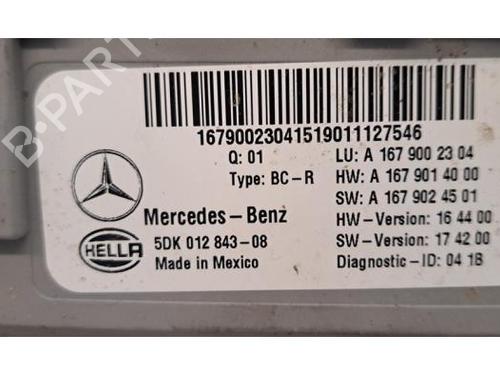 B-PARTS
16790023041519011127546
Q: 01
LU: A 167 900 23 04
Type: BC-R
HW: A 167 901 40 00
SW: A 167 902 45 01
Mercedes-Benz
HW-Version: 16 44 00
HELLA
5DK 012 843-08
SW-Version: 17 42 00
Made in Mexico
Diagnostic-ID: 04 1B